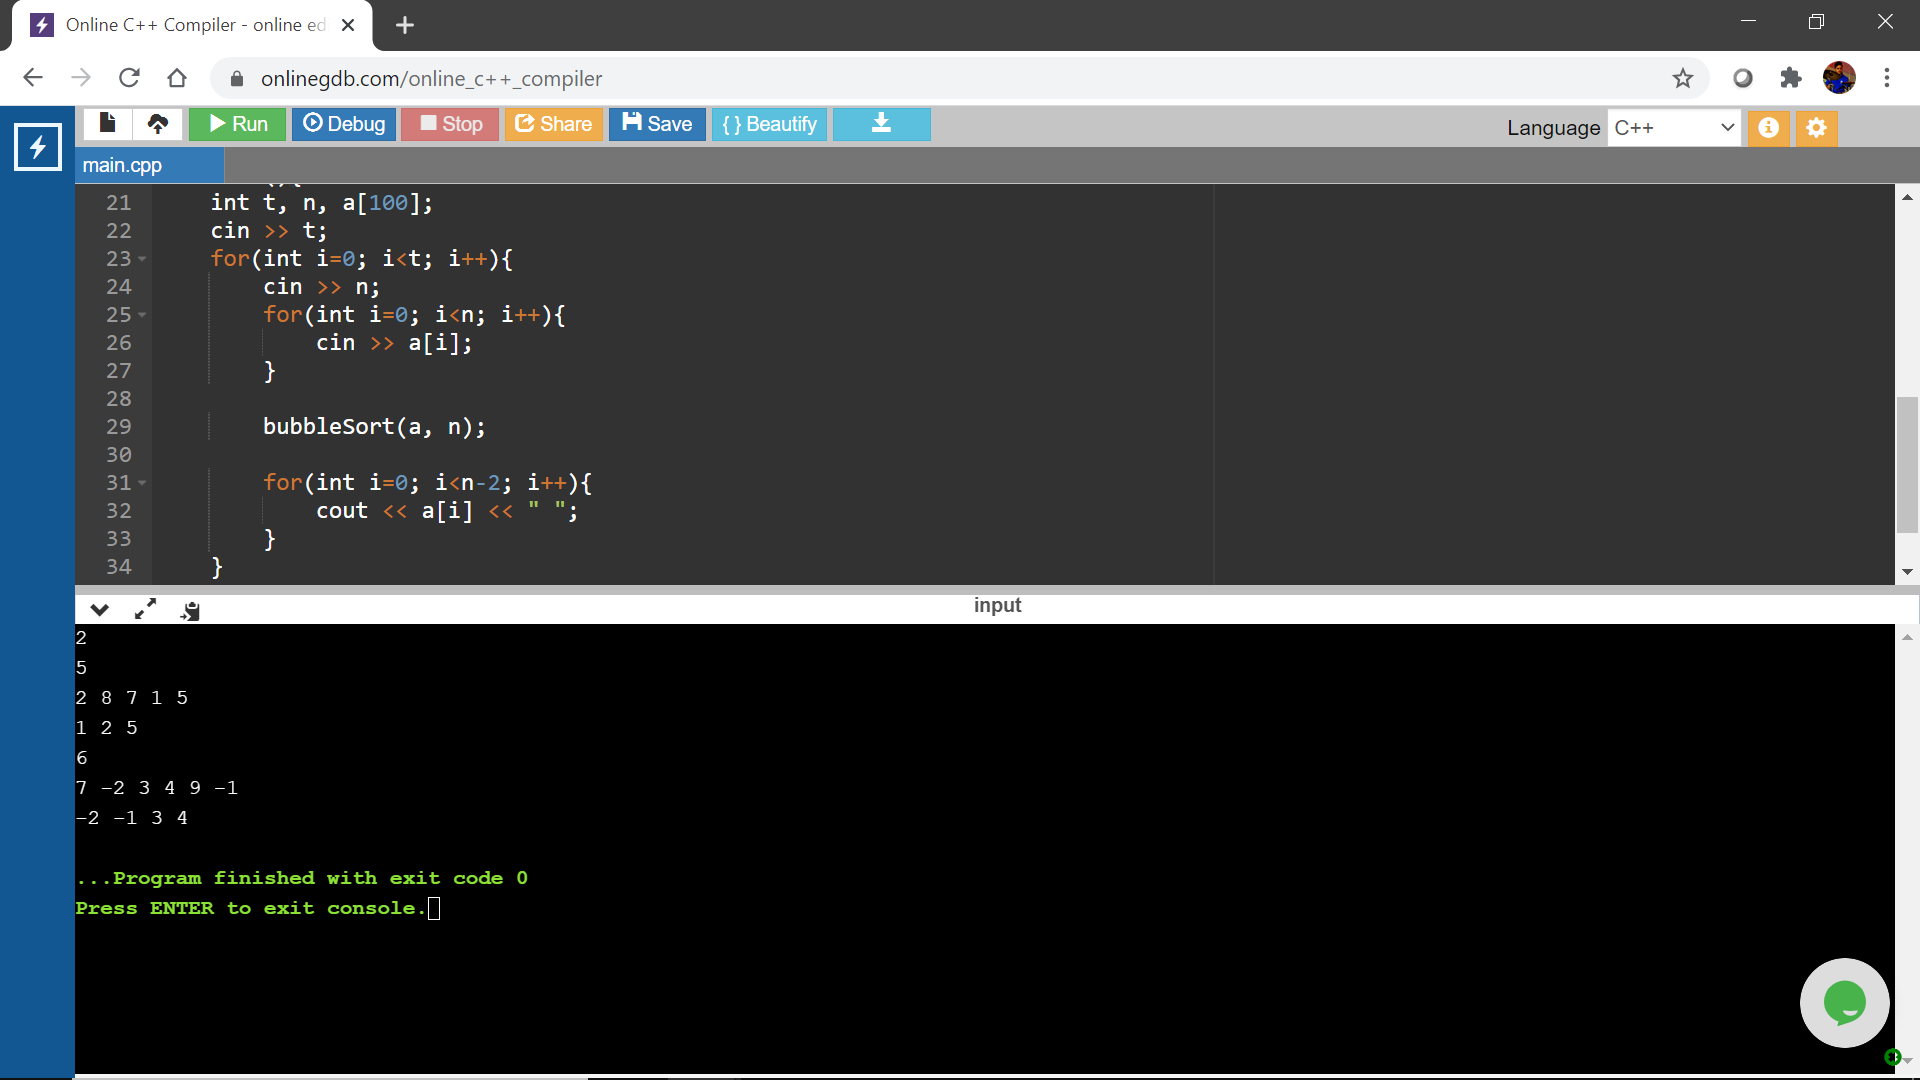 Online C++ Compiler - online ed
onlinegdb.com/online_c++_compiler
Run Debug Stop Share Save { } Beautify Language C++
main.cpp
21 int t, n, a[100];
22 cin >> t;
23 for(int i=0; i<t; i++){
24 cin >> n;
25 for(int i=0; i<n; i++){
26 cin >> a[i];
27 }
28
29 bubbleSort(a, n);
30
31 for(int i=0; i<n-2; i++){
32 cout << a[i] << " ";
33 }
34 }
input
2
5
2 8 7 1 5
1 2 5
6
7 -2 3 4 9 -1
-2 -1 3 4
...Program finished with exit code 0
Press ENTER to exit console.